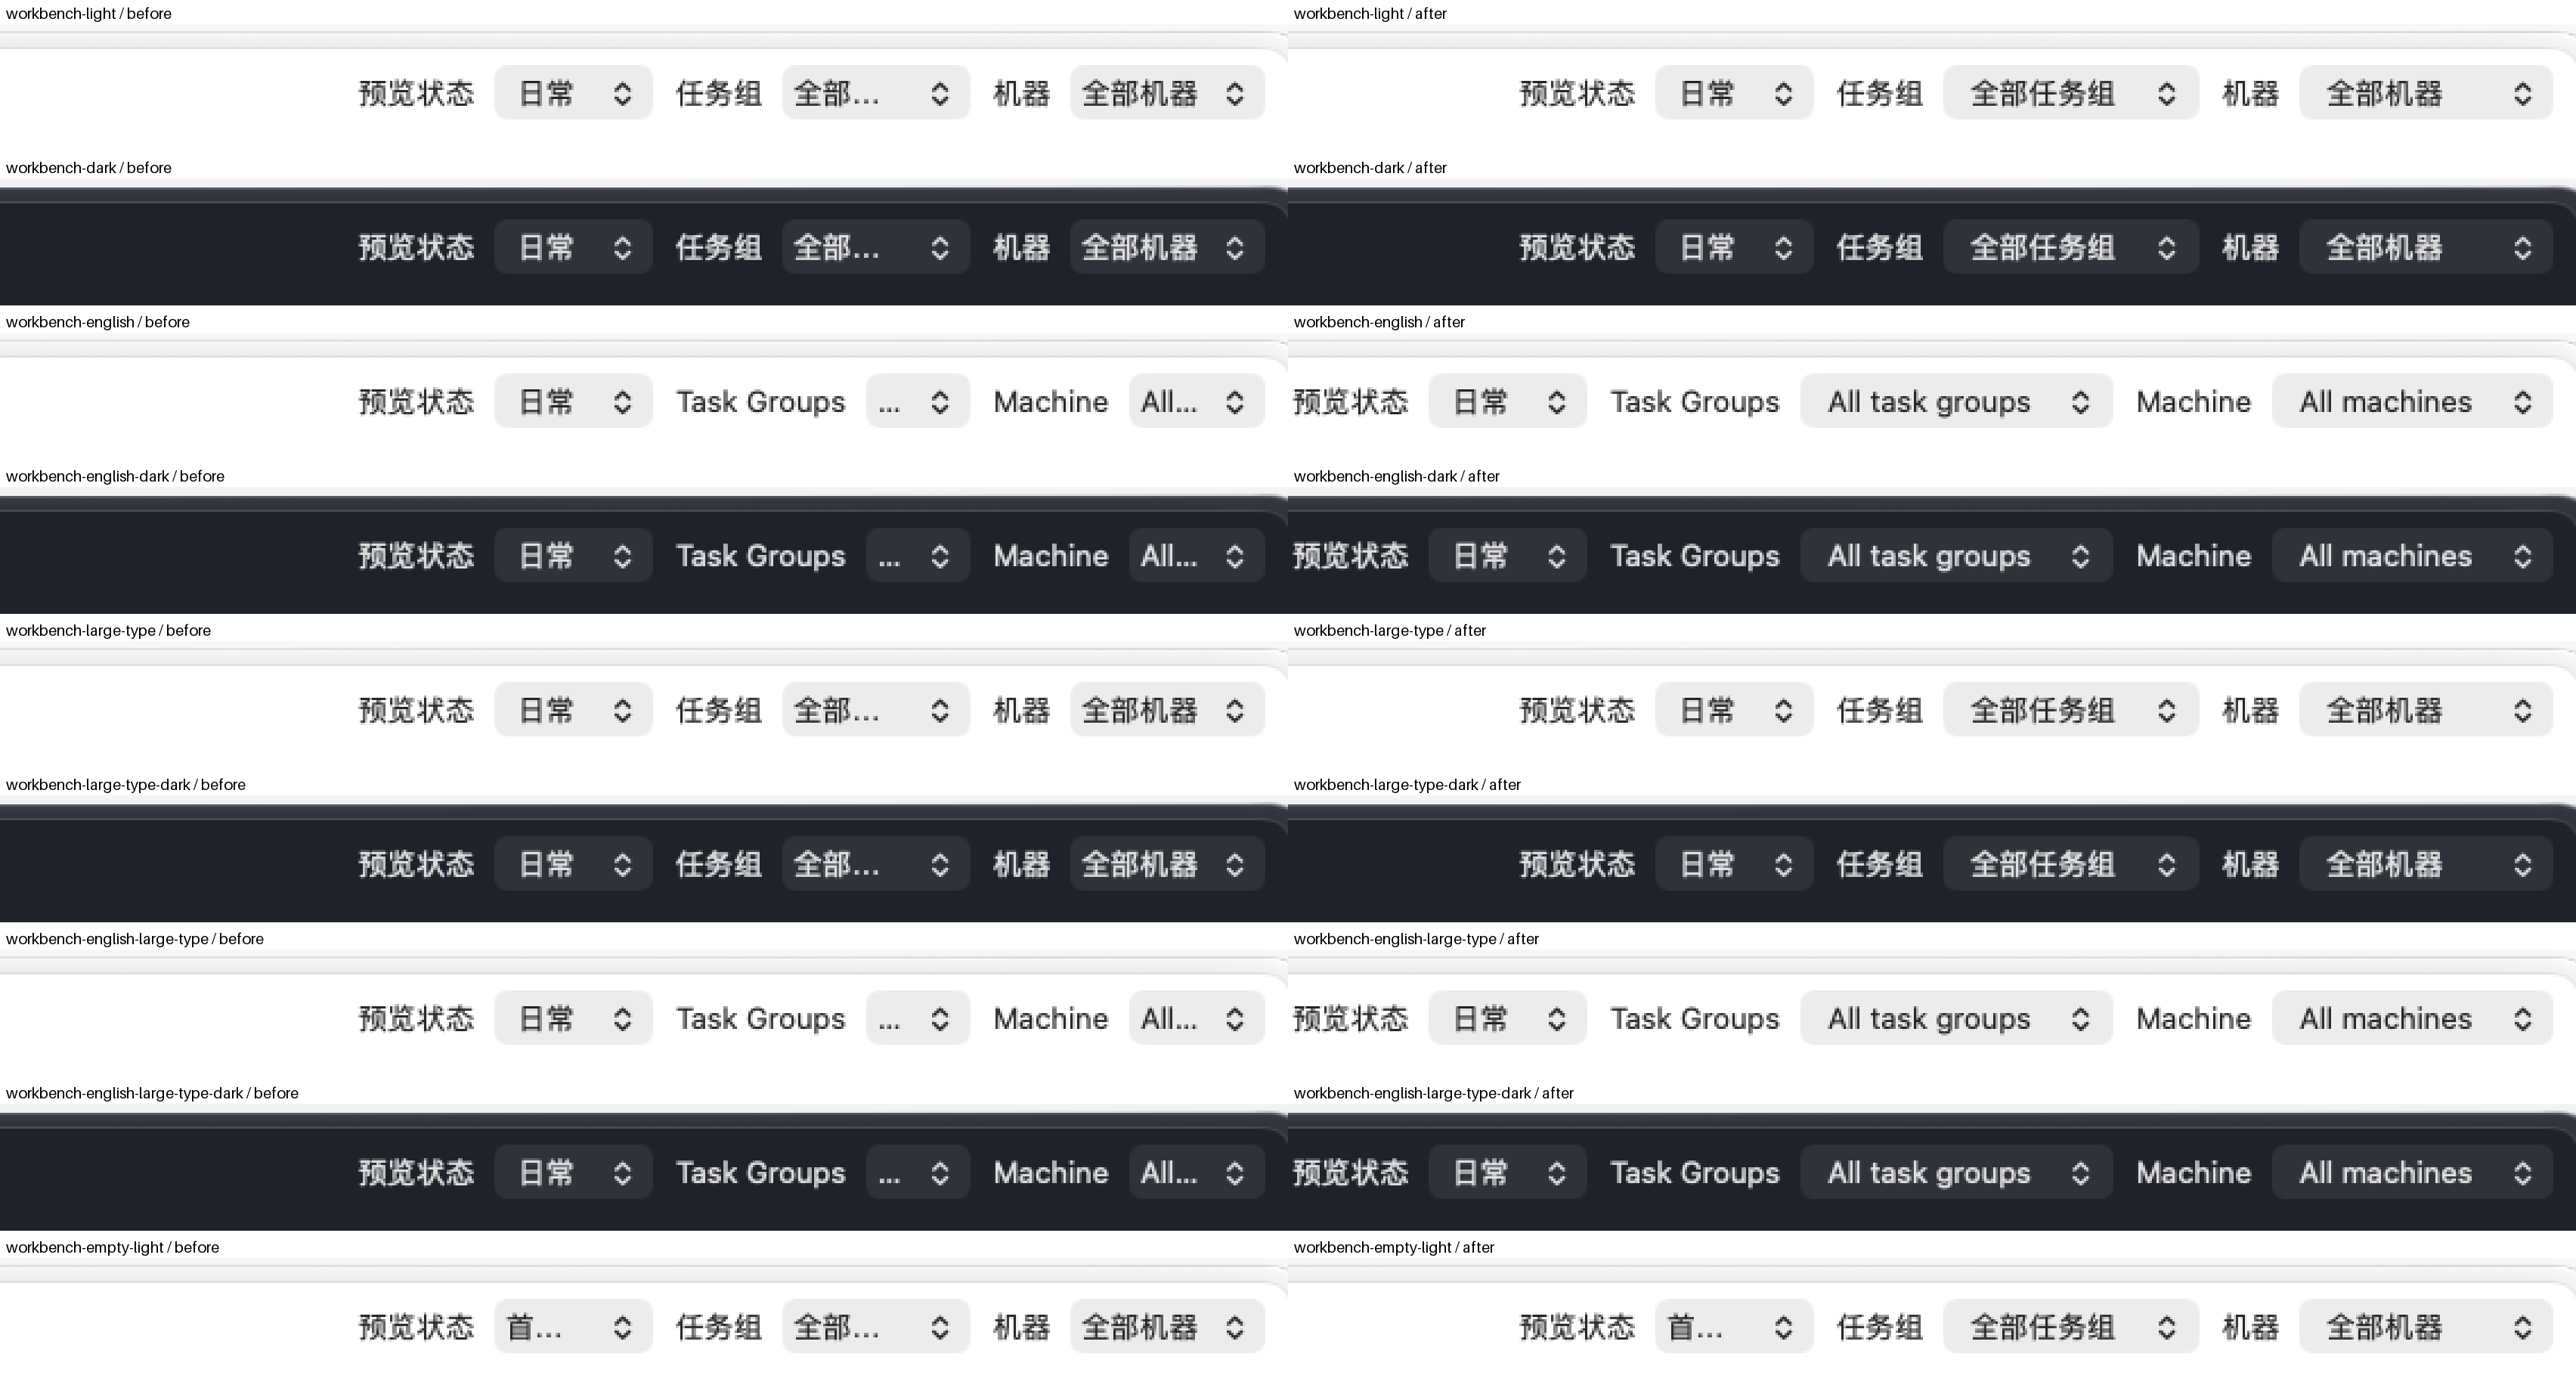 workbench-light / before
workbench-light / after
预览状态 日常 任务组 全部... 机器 全部机器
预览状态 日常 任务组 全部任务组 机器 全部机器
workbench-dark / before
workbench-dark / after
预览状态 日常 任务组 全部... 机器 全部机器
预览状态 日常 任务组 全部任务组 机器 全部机器
workbench-english / before
workbench-english / after
预览状态 日常 Task Groups ... Machine All...
预览状态 日常 Task Groups All task groups Machine All machines
workbench-english-dark / before
workbench-english-dark / after
预览状态 日常 Task Groups ... Machine All...
预览状态 日常 Task Groups All task groups Machine All machines
workbench-large-type / before
workbench-large-type / after
预览状态 日常 任务组 全部... 机器 全部机器
预览状态 日常 任务组 全部任务组 机器 全部机器
workbench-large-type-dark / before
workbench-large-type-dark / after
预览状态 日常 任务组 全部... 机器 全部机器
预览状态 日常 任务组 全部任务组 机器 全部机器
workbench-english-large-type / before
workbench-english-large-type / after
预览状态 日常 Task Groups ... Machine All...
预览状态 日常 Task Groups All task groups Machine All machines
workbench-english-large-type-dark / before
workbench-english-large-type-dark / after
预览状态 日常 Task Groups ... Machine All...
预览状态 日常 Task Groups All task groups Machine All machines
workbench-empty-light / before
workbench-empty-light / after
预览状态 首... 任务组 全部... 机器 全部机器
预览状态 首... 任务组 全部任务组 机器 全部机器